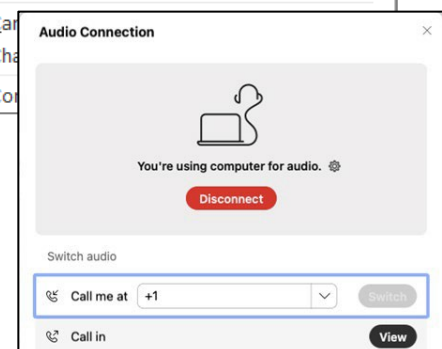 Audio Connection
You're using computer for audio.
Disconnect
Switch audio
Call me at +1 Switch
Call in View